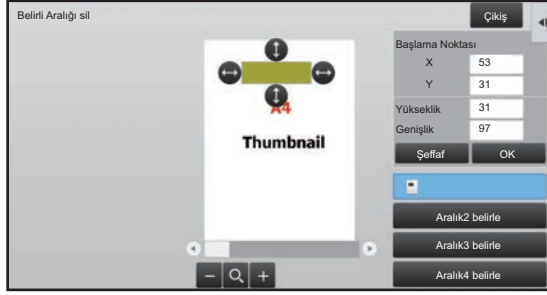 Belirli Aralığı sil
Çikiş
Başlama Noktası
X 53
Y 31
Yükseklik 31
Genişlik 97
Şeffaf OK
A4
Thumbnail
Aralık2 belirle
Aralık3 belirle
Aralık4 belirle